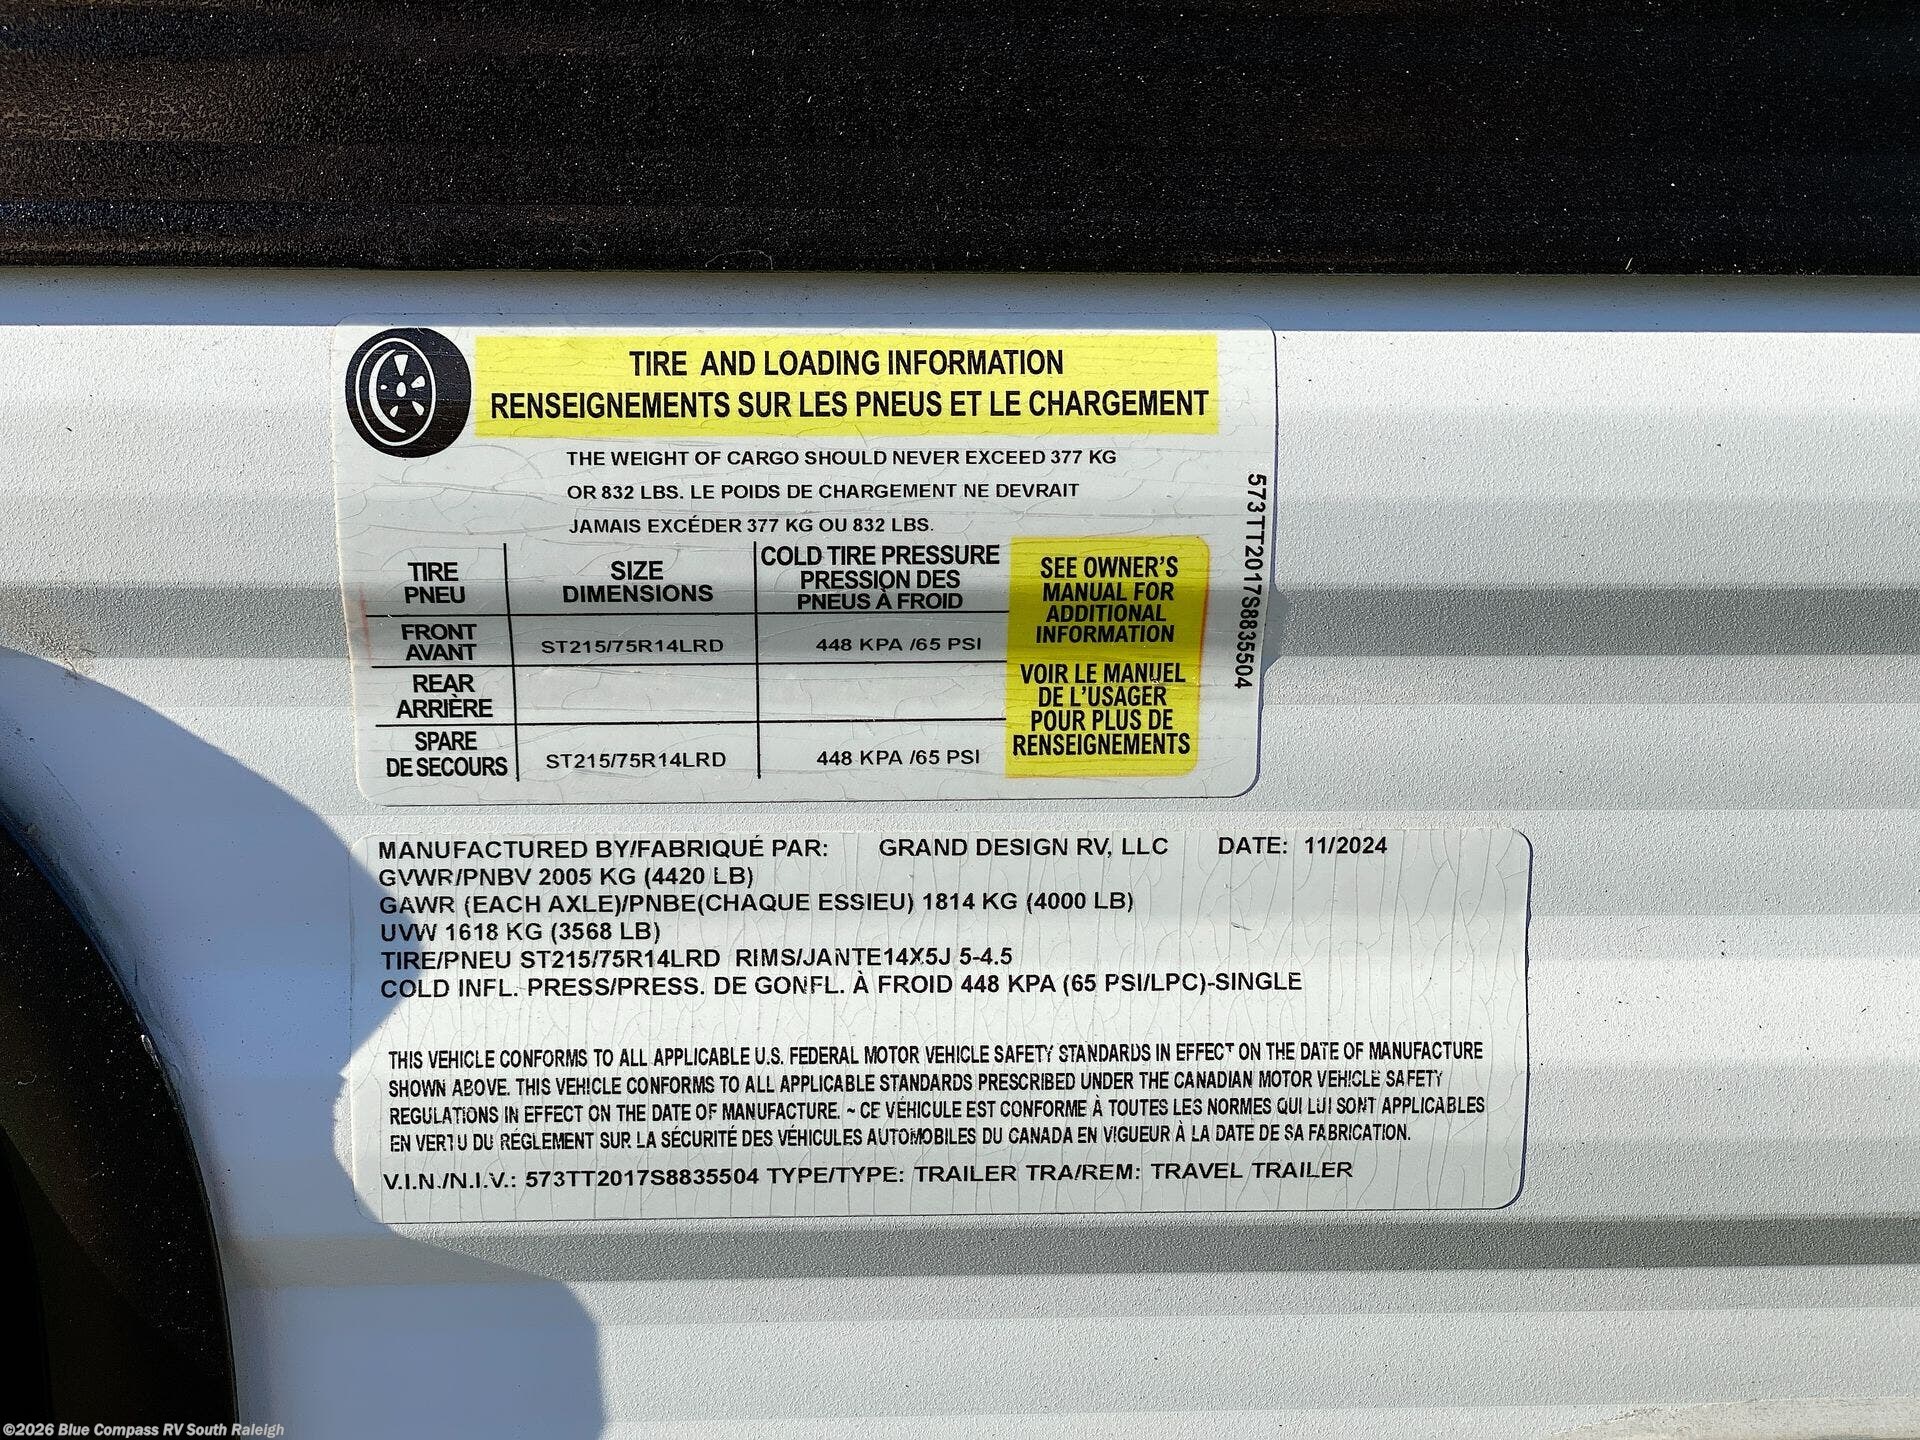 TIRE AND LOADING INFORMATION
RENSEIGNEMENTS SUR LES PNEUS ET LE CHARGEMENT
THE WEIGHT OF CARGO SHOULD NEVER EXCEED 377 KG
OR 832 LBS. LE POIDS DE CHARGEMENT NE DEVRAIT
JAMAIS EXCÉDER 377 KG OU 832 LBS.
TIRE
PNEU
SIZE
DIMENSIONS
COLD TIRE PRESSURE
PRESSION DES
PNEUS À FROID
FRONT
AVANT
ST215/75R14LRD
448 KPA /65 PSI
REAR
ARRIÈRE
SPARE
DE SECOURS
ST215/75R14LRD
448 KPA /65 PSI
SEE OWNER'S
MANUAL FOR
ADDITIONAL
INFORMATION
VOIR LE MANUEL
DE L'USAGER
POUR PLUS DE
RENSEIGNEMENTS
573TT2017S8835504
MANUFACTURED BY/FABRIQUÉ PAR: GRAND DESIGN RV, LLC DATE: 11/2024
GVWR/PNBV 2005 KG (4420 LB)
GAWR (EACH AXLE)/PNBE(CHAQUE ESSIEU) 1814 KG (4000 LB)
UVW 1618 KG (3568 LB)
TIRE/PNEU ST215/75R14LRD RIMS/JANTE14X5J 5-4.5
COLD INFL. PRESS/PRESS. DE GONFL. À FROID 448 KPA (65 PSI/LPC)-SINGLE
THIS VEHICLE CONFORMS TO ALL APPLICABLE U.S. FEDERAL MOTOR VEHICLE SAFETY STANDARDS IN EFFECT ON THE DATE OF MANUFACTURE
SHOWN ABOVE. THIS VEHICLE CONFORMS TO ALL APPLICABLE STANDARDS PRESCRIBED UNDER THE CANADIAN MOTOR VEHICLE SAFETY
REGULATIONS IN EFFECT ON THE DATE OF MANUFACTURE. ~ CE VÉHICULE EST CONFORME À TOUTES LES NORMES QUI LUI SONT APPLICABLES
EN VERTU DU RÈGLEMENT SUR LA SÉCURITÉ DES VÉHICULES AUTOMOBILES DU CANADA EN VIGUEUR À LA DATE DE SA FABRICATION.
V.I.N./N.I.V.: 573TT2017S8835504 TYPE/TYPE: TRAILER TRA/REM: TRAVEL TRAILER
©2026 Blue Compass RV South Raleigh